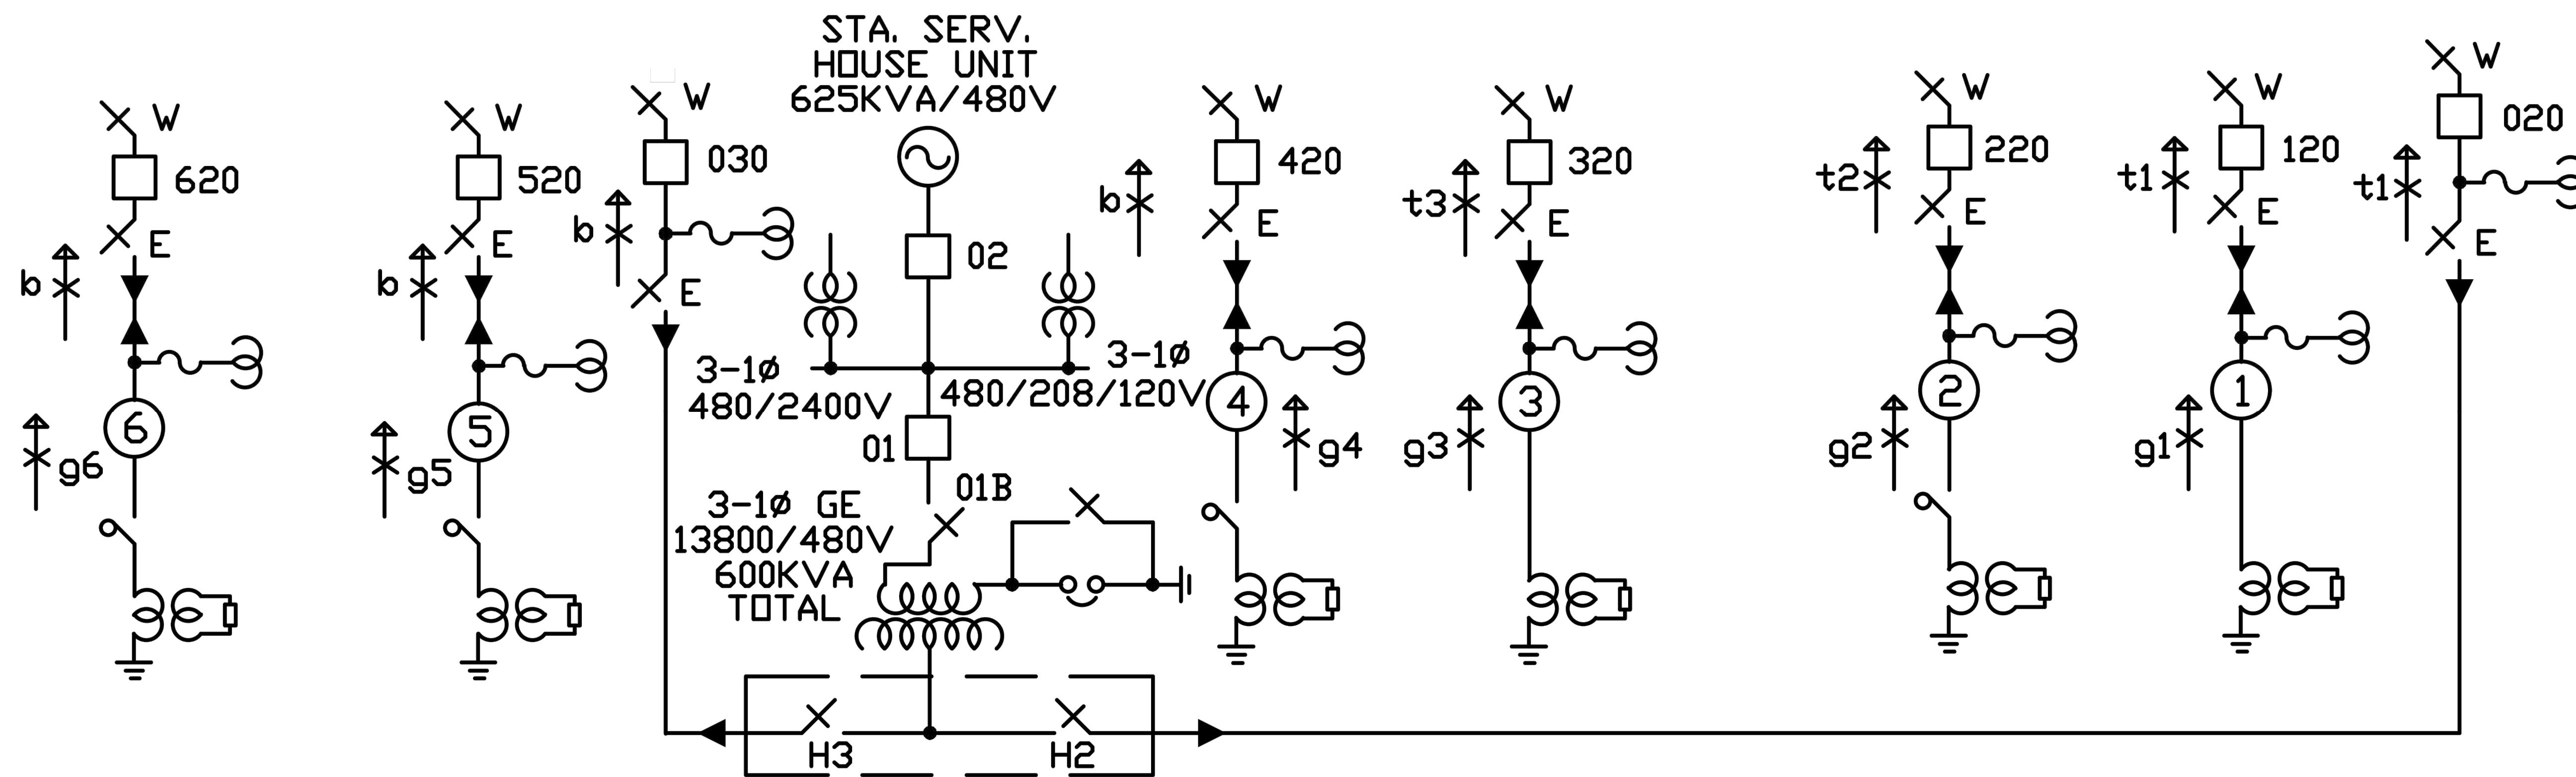 STA. SERV.
HOUSE UNIT
625KVA/480V
W
620
E
b
6
g6
W
520
E
b
5
g5
W
030
b
E
02
3-1ø
480/2400V
3-1ø
480/208/120V
01
01B
3-1ø GE
13800/480V
600KVA
TOTAL
H3
H2
W
420
b
E
4
g4
W
320
t3
E
3
g3
W
220
t2
E
2
g2
W
120
t1
E
1
g1
W
020
t1
E